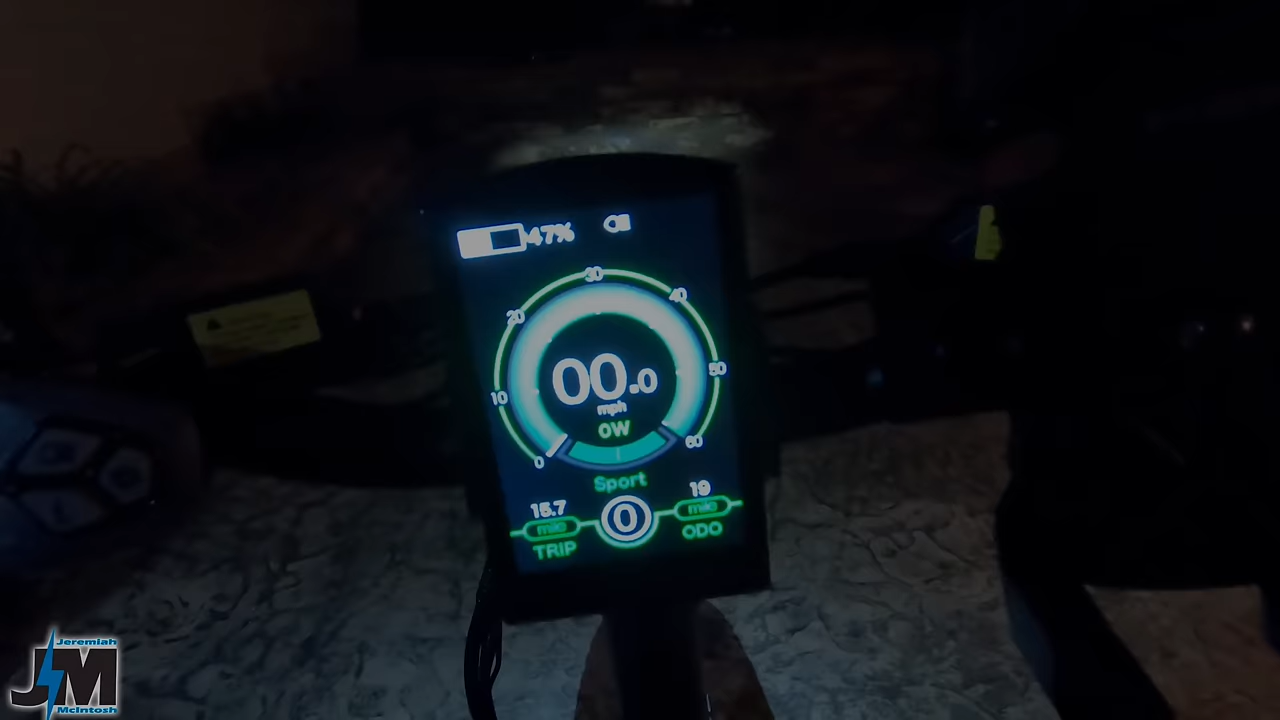 47%
30
20
40
00.0
50
10
mph
0W
0
60
Sport
15.7
19
mile
0
mile
TRIP
ODO
Jeremiah
JM
McIntosh